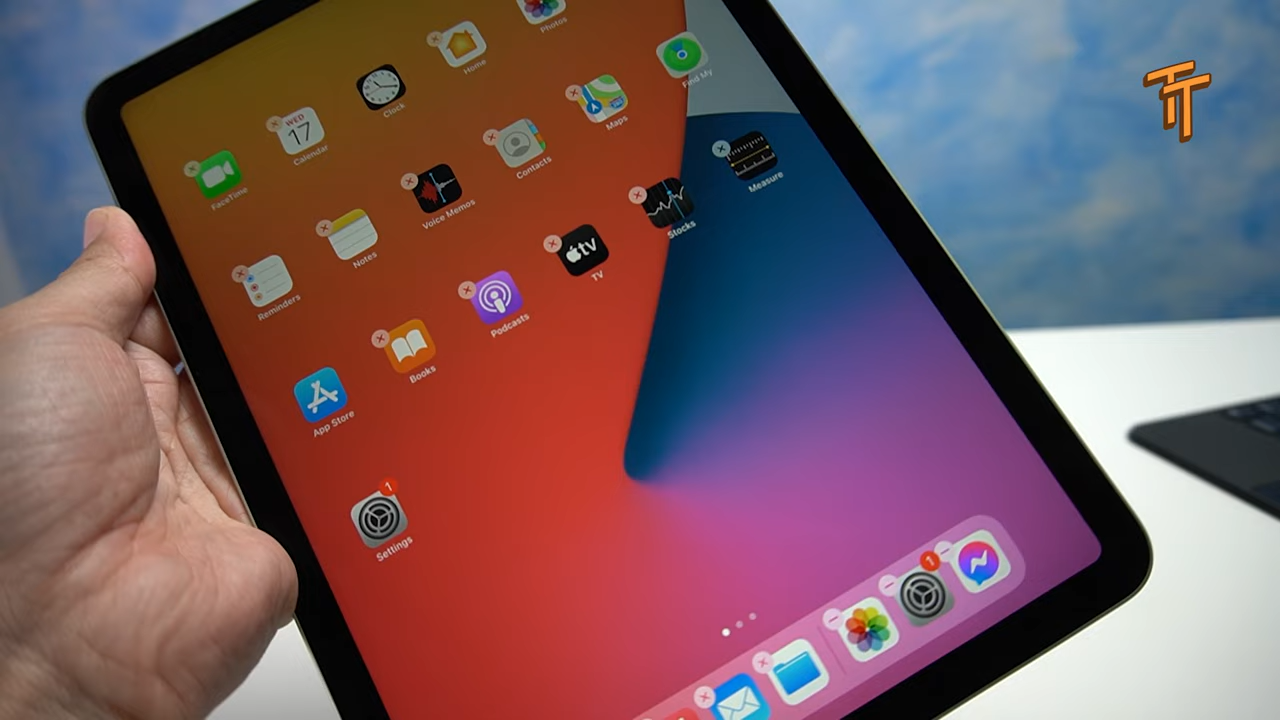 Photos
Home
Clock
WED
17
Calendar
FaceTime
Find My
Maps
Contacts
Voice Memos
Notes
Reminders
Measure
Stocks
tv
TV
Podcasts
Books
App Store
1
Settings
1
TT